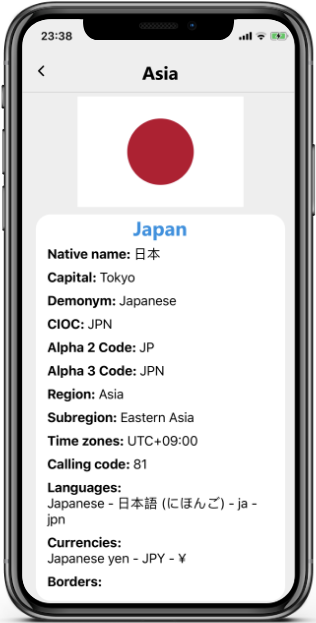 23:38
Asia
Japan
Native name: 日本
Capital: Tokyo
Demonym: Japanese
CIOC: JPN
Alpha 2 Code: JP
Alpha 3 Code: JPN
Region: Asia
Subregion: Eastern Asia
Time zones: UTC+09:00
Calling code: 81
Languages:
Japanese - 日本語 (にほんご) - ja -
jpn
Currencies:
Japanese yen - JPY - ¥
Borders: